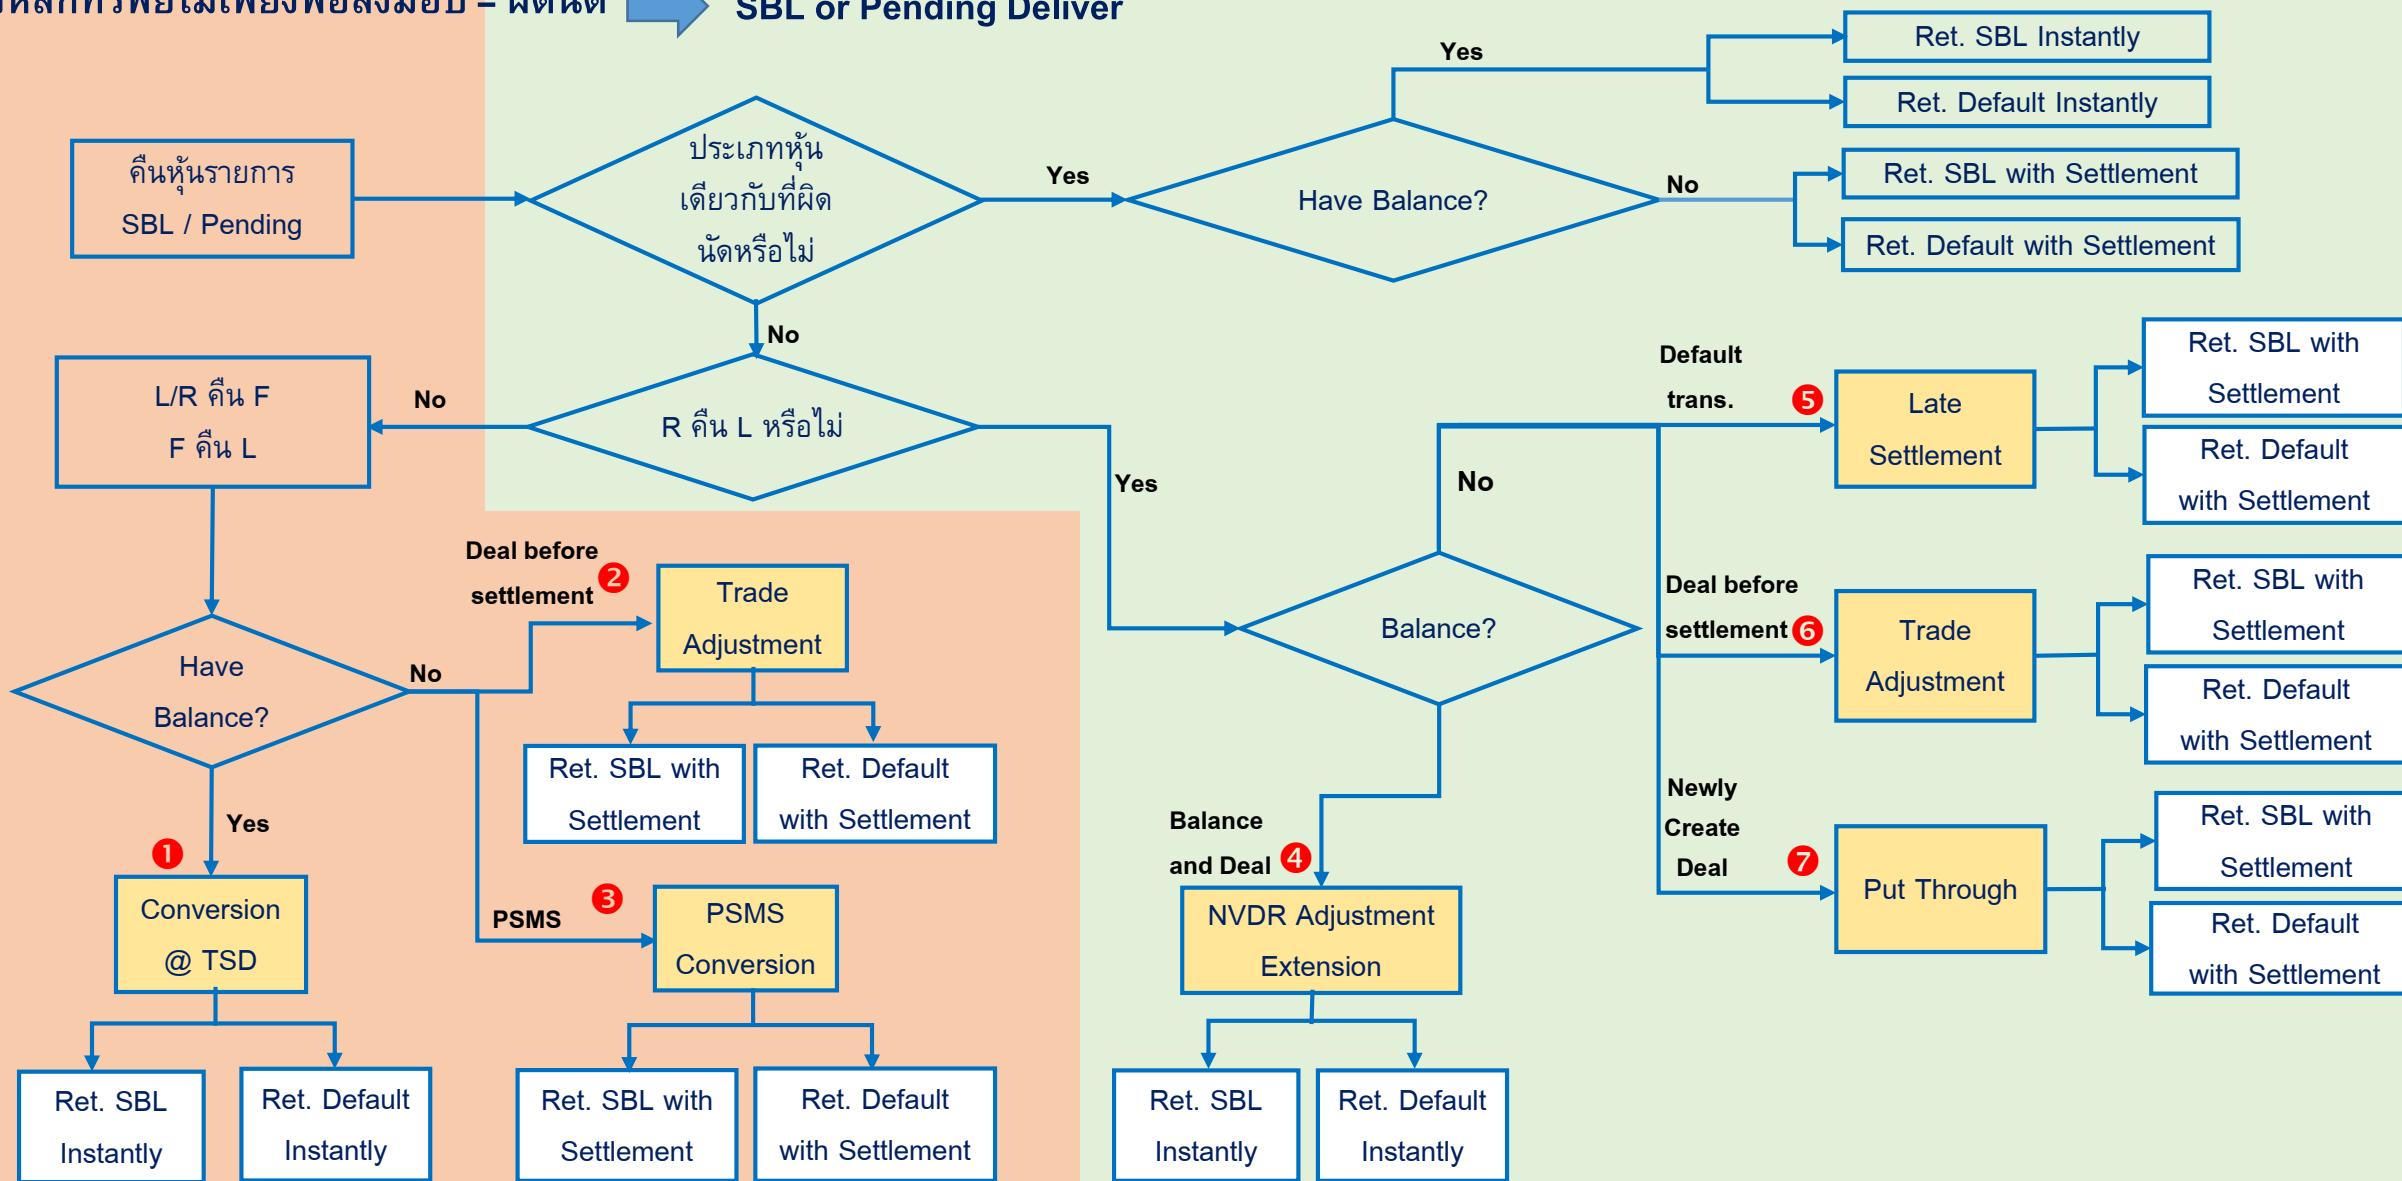 SBL or Pending Deliver
คืนหุ้นรายการ
SBL / Pending
ประเภทหุ้น
เดียวกับที่ผิด
นัดหรือไม่
Yes
Have Balance?
Yes
Ret. SBL Instantly
Ret. Default Instantly
No
Ret. SBL with Settlement
Ret. Default with Settlement
No
R คืน L หรือไม่
No
L/R คืน F
F คืน L
Have
Balance?
Yes
1
Conversion
@ TSD
Ret. SBL
Instantly
Ret. Default
Instantly
No
Deal before
settlement 2
Trade
Adjustment
Ret. SBL with
Settlement
Ret. Default
with Settlement
PSMS 3
PSMS
Conversion
Ret. SBL with
Settlement
Ret. Default
with Settlement
Yes
Balance?
Balance
and Deal 4
NVDR Adjustment
Extension
Ret. SBL
Instantly
Ret. Default
Instantly
No
Default
trans. 5
Late
Settlement
Ret. SBL with
Settlement
Ret. Default
with Settlement
Deal before
settlement 6
Trade
Adjustment
Ret. SBL with
Settlement
Ret. Default
with Settlement
Newly
Create
Deal 7
Put Through
Ret. SBL with
Settlement
Ret. Default
with Settlement